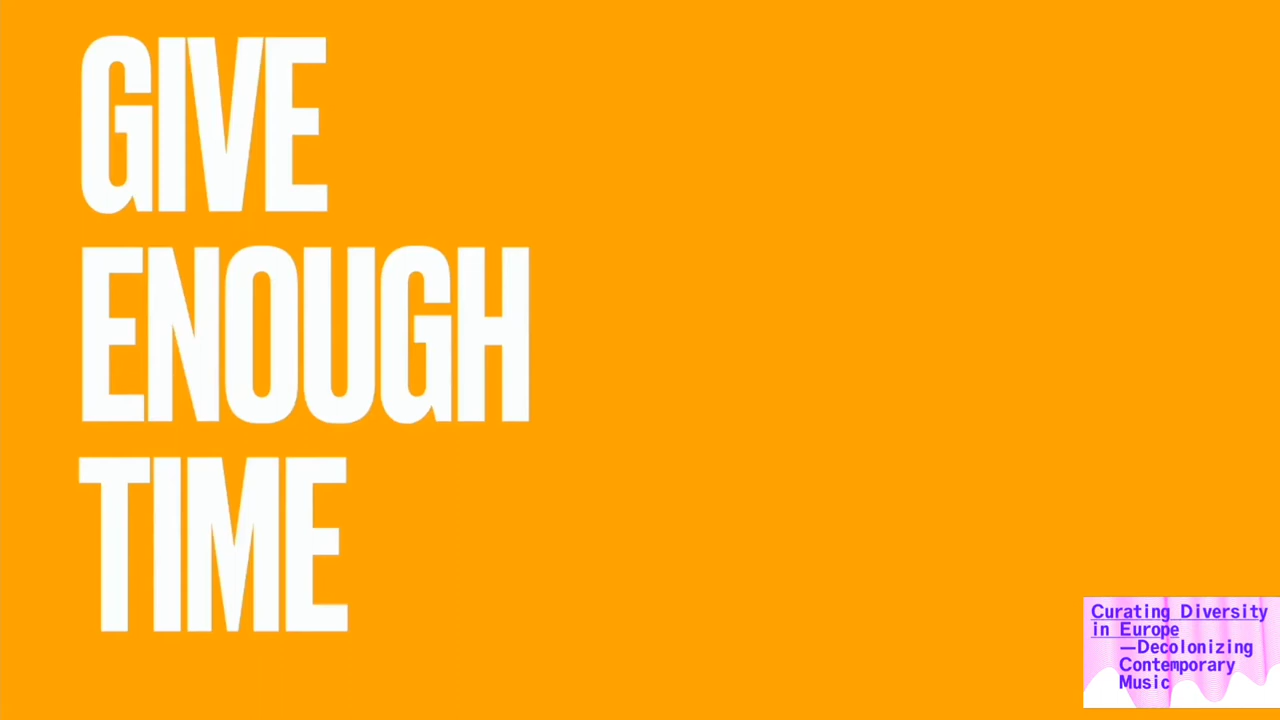 GIVE
ENOUGH
TIME
Curating Diversity
in Europe
—Decolonizing
Contemporary
Music